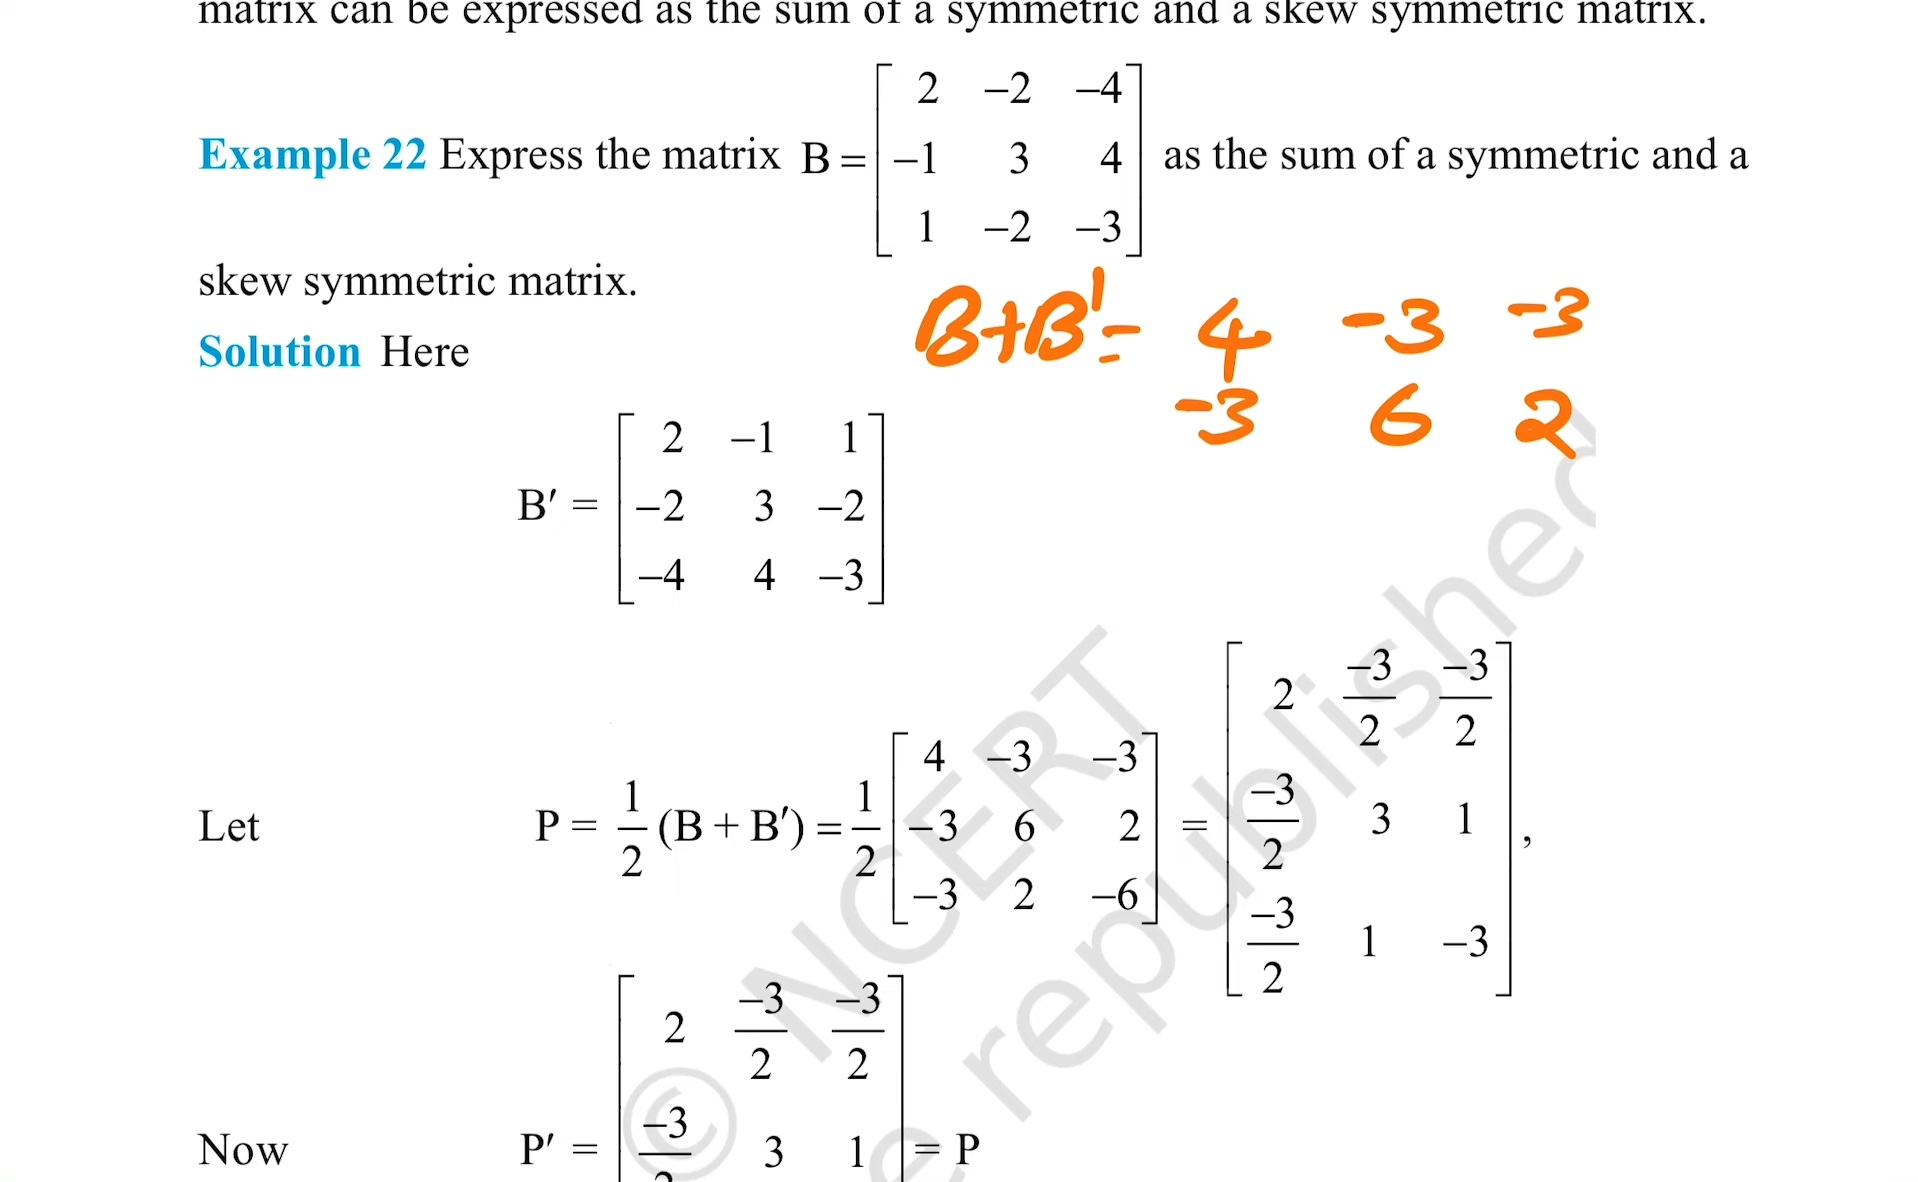 matrix can be expressed as the sum of a symmetric and a skew symmetric matrix.
Example 22 Express the matrix B = [2 –2 –4; –1 3 4; 1 –2 –3] as the sum of a symmetric and a
skew symmetric matrix.
B+B'= 4 -3 -3
-3 6 2
Solution Here
B′ = [2 –1 1; –2 3 –2; –4 4 –3]
Let P = 1/2 (B + B′) = 1/2 [4 –3 –3; –3 6 2; –3 2 –6] = [2 –3/2 –3/2; –3/2 3 1; –3/2 1 –3],
Now P′ = [2 –3/2 –3/2; –3/2 3 1 = P
© NCERT
e republished